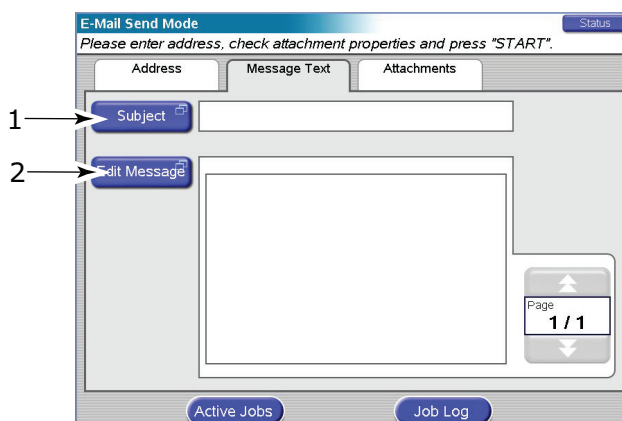 E-Mail Send Mode
Status
Please enter address, check attachment properties and press "START".
Address
Message Text
Attachments
1
Subject
2
Edit Message
Page
1 / 1
Active Jobs
Job Log